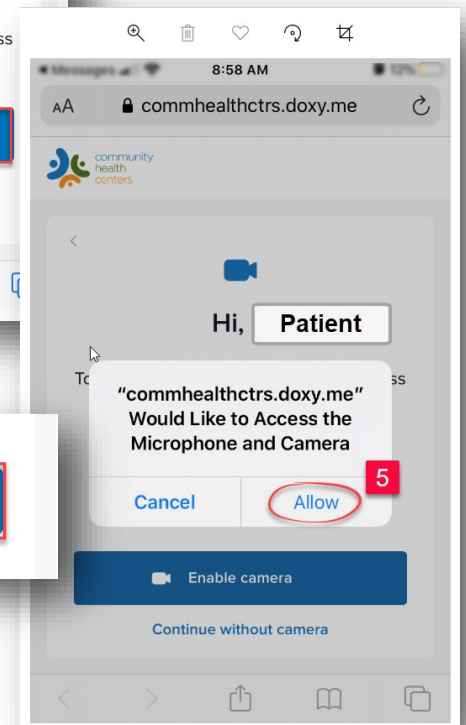 ss
8:58 AM
Messages
12%
AA commhealthctrs.doxy.me
community
health
centers
Hi, Patient
To
ss
"commhealthctrs.doxy.me"
Would Like to Access the
Microphone and Camera
5
Cancel Allow
Enable camera
Continue without camera